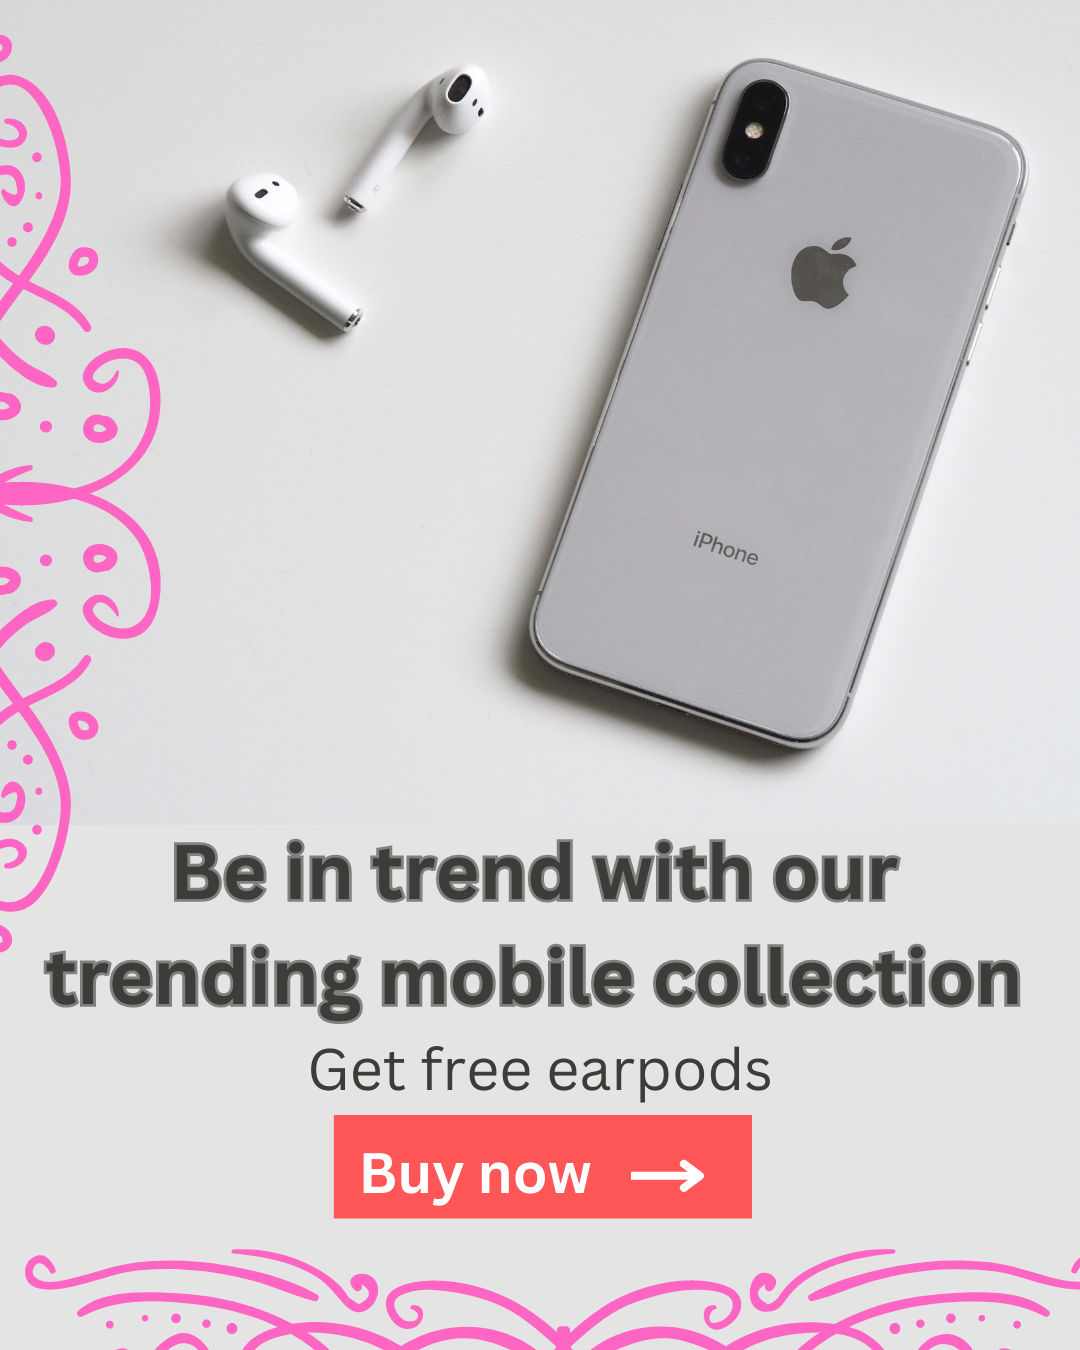 iPhone
Be in trend with our
trending mobile collection
Get free earpods
Buy now